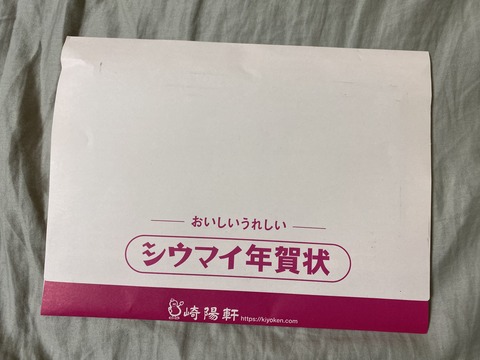 おいしいうれしい
シウマイ年賀状
崎陽軒 https://kiyoken.com